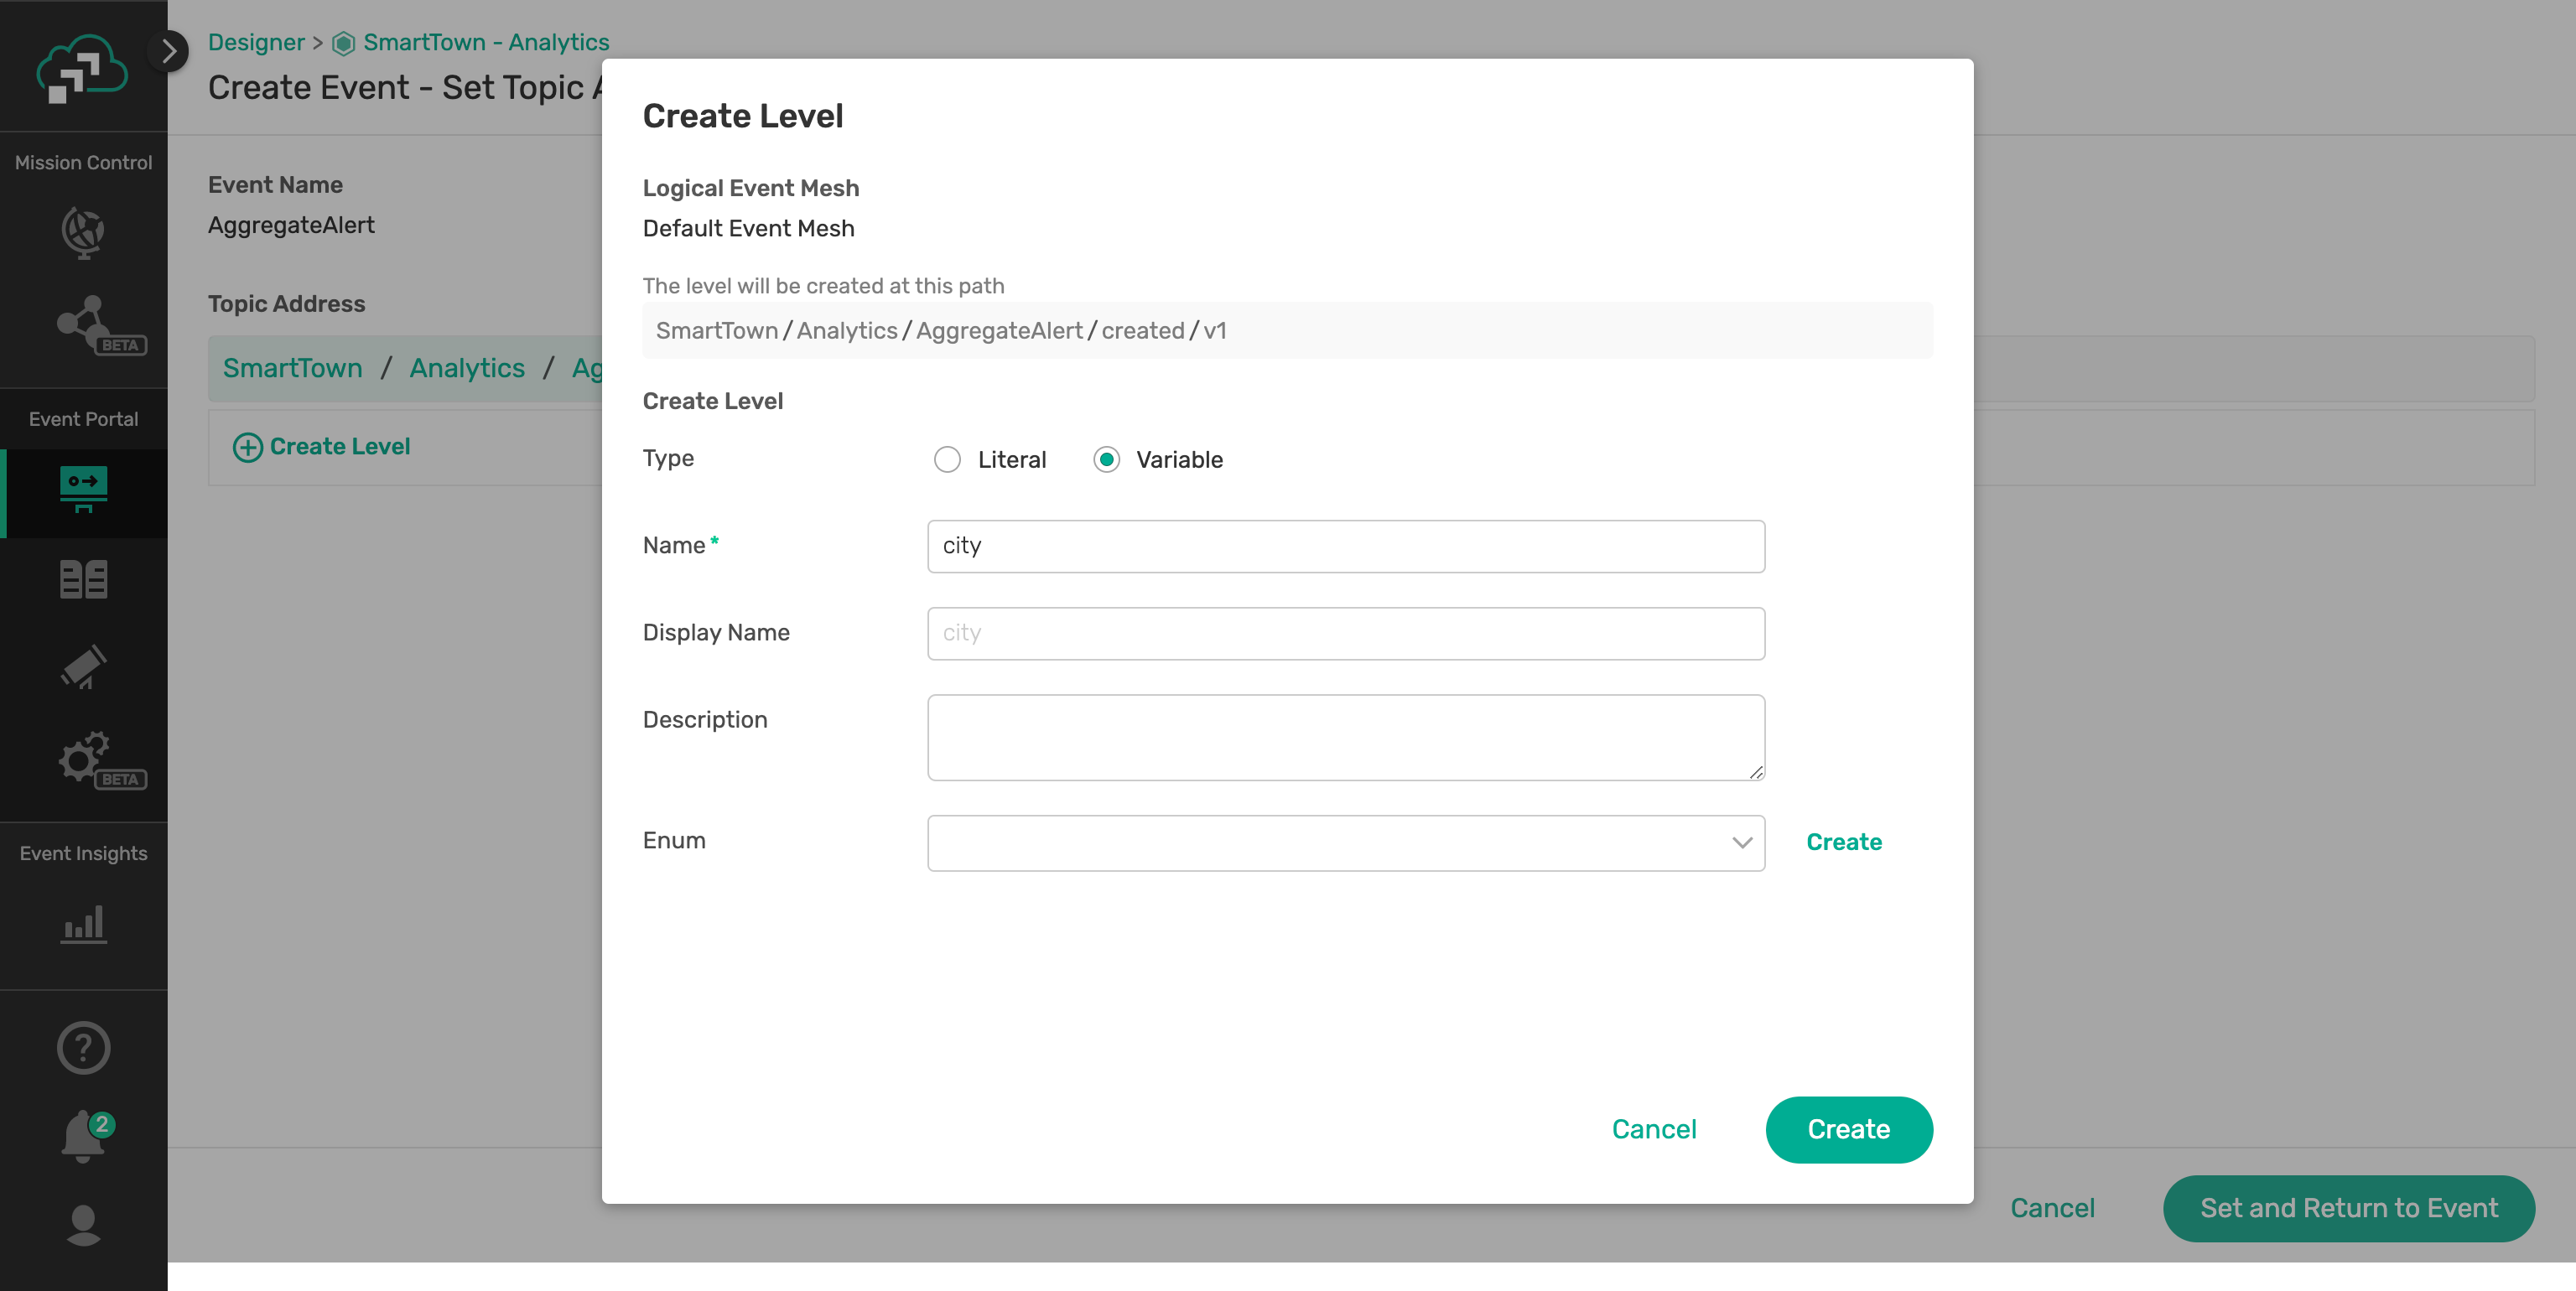 Designer > SmartTown - Analytics
Create Event - Set Topic
Mission Control
BETA
Event Portal
BETA
Event Insights
?
2
Event Name
AggregateAlert
Topic Address
SmartTown / Analytics / Ag
Create Level
Create Level
Logical Event Mesh
Default Event Mesh
The level will be created at this path
SmartTown / Analytics / AggregateAlert / created / v1
Create Level
Type Literal Variable
Name * city
Display Name city
Description
Enum Create
Cancel Create
Cancel Set and Return to Event